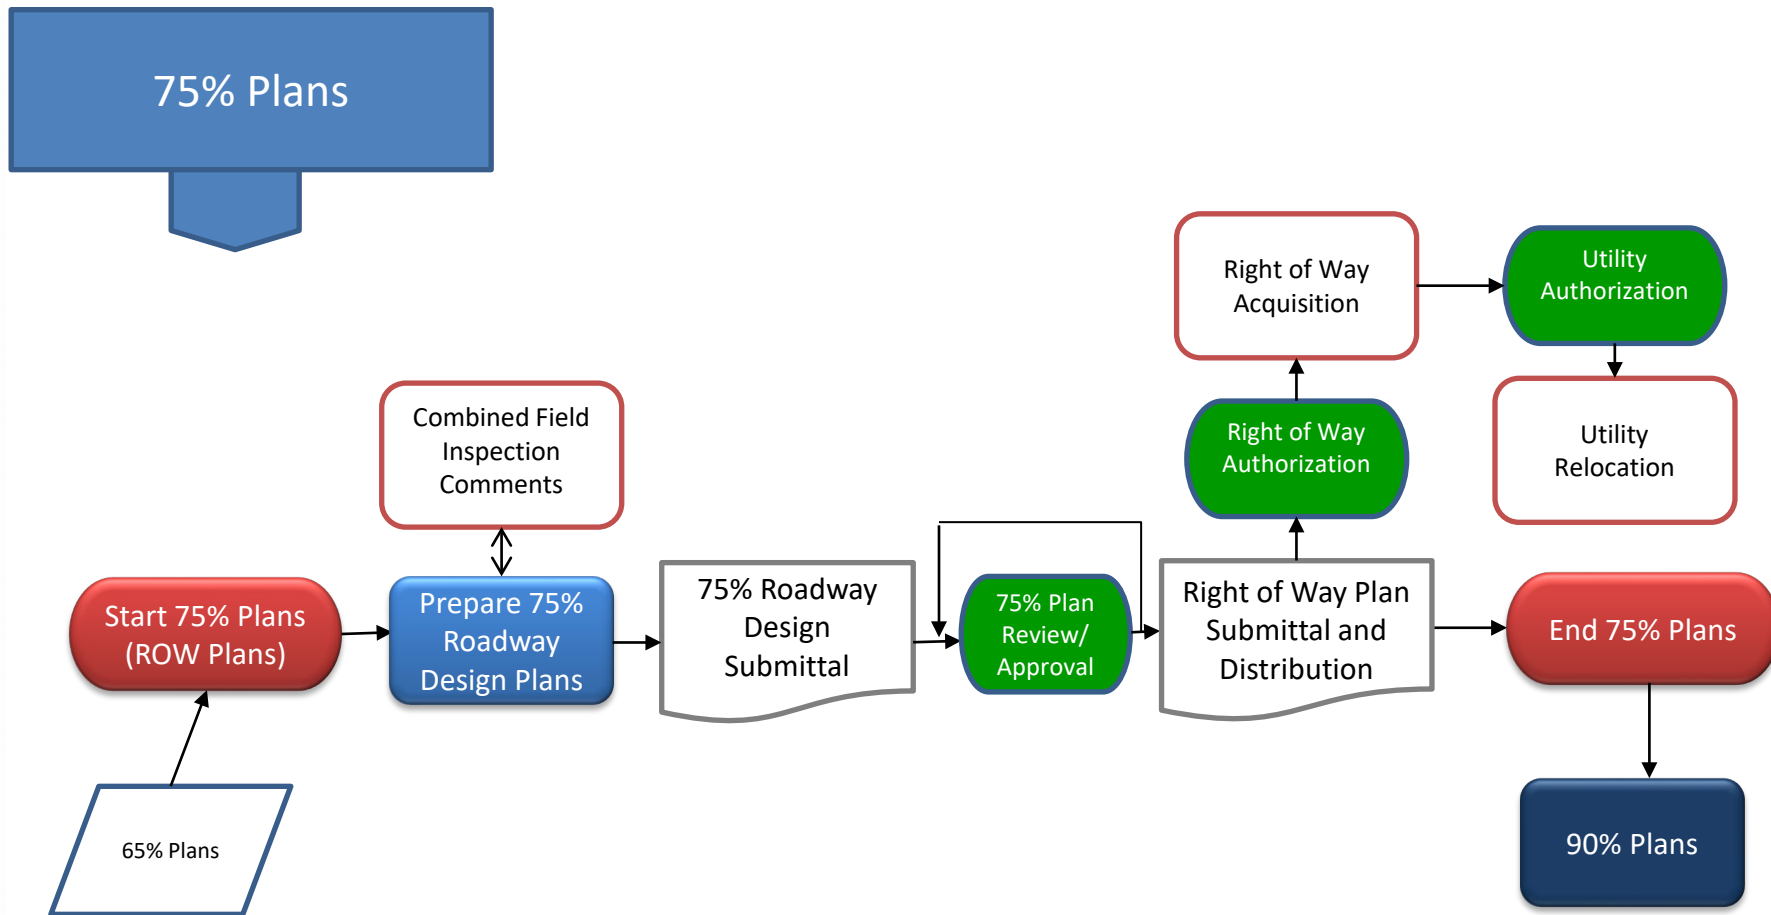 75% Plans
Right of Way
Acquisition
Utility
Authorization
Combined Field
Inspection
Comments
Right of Way
Authorization
Utility
Relocation
Start 75% Plans
(ROW Plans)
Prepare 75%
Roadway
Design Plans
75% Roadway
Design
Submittal
75% Plan
Review/
Approval
Right of Way Plan
Submittal and
Distribution
End 75% Plans
65% Plans
90% Plans